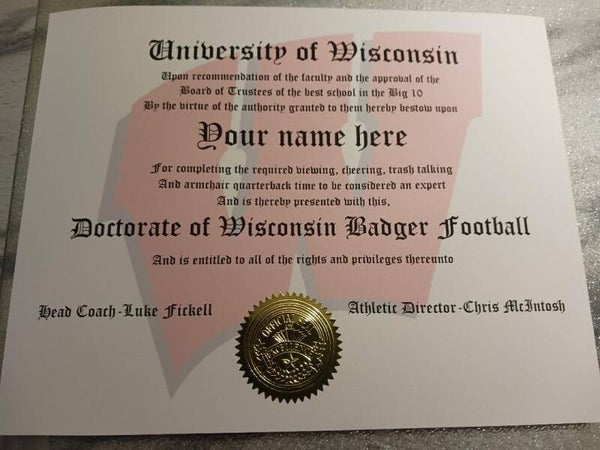 University of Wisconsin
Upon recommendation of the faculty and the approval of the
Board of Trustees of the best school in the Big 10
By the virtue of the authority granted to them hereby bestow upon
Your name here
For completing the required viewing, cheering, trash talking
And armchair quarterback time to be considered an expert
And is thereby presented with this,
Doctorate of Wisconsin Badger Football
And is entitled to all of the rights and privileges thereunto
Head Coach-Luke Fickell
Athletic Director-Chris McIntosh
OFFICIAL SEAL
EXCELLENCE